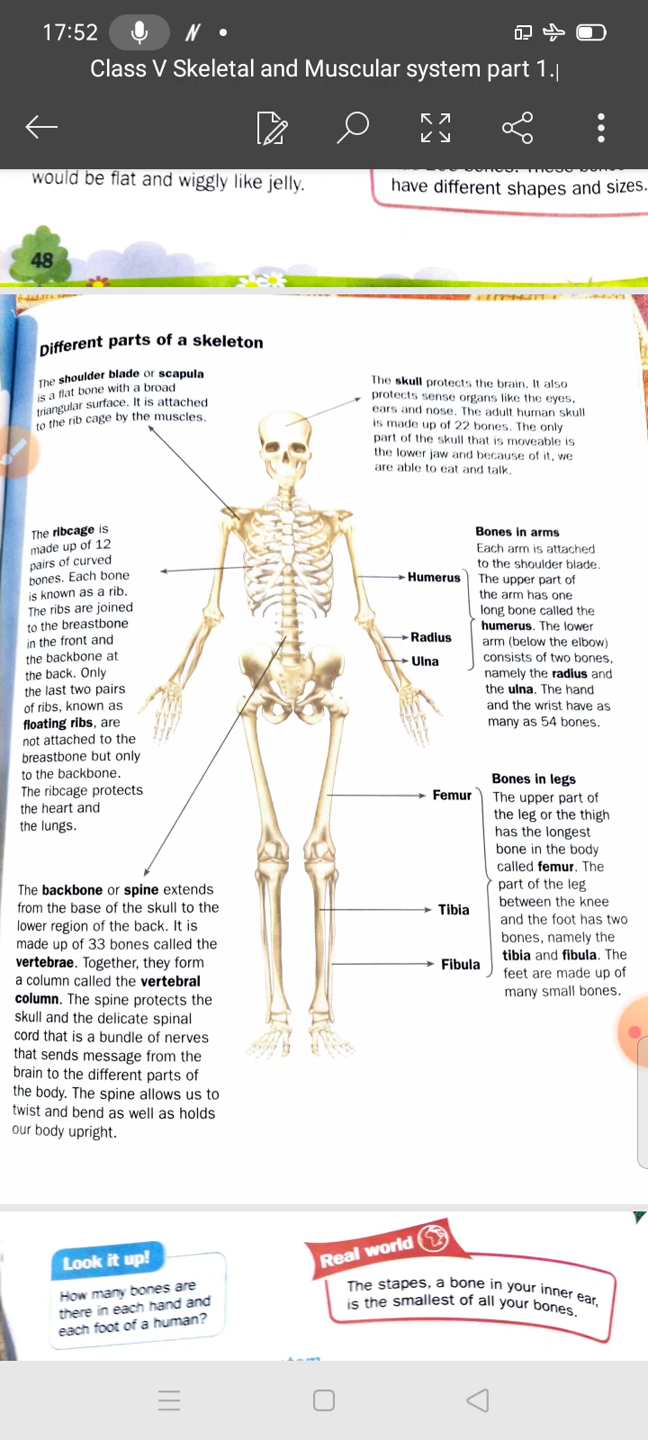 17:52
Class V Skeletal and Muscular system part 1.
would be flat and wiggly like jelly.
have different shapes and sizes.
48
Different parts of a skeleton
The shoulder blade or scapula
is a flat bone with a broad
triangular surface. It is attached
to the rib cage by the muscles.
The skull protects the brain. It also
protects sense organs like the eyes,
ears and nose. The adult human skull
is made up of 22 bones. The only
part of the skull that is moveable is
the lower jaw and because of it, we
are able to eat and talk.
The ribcage is
made up of 12
pairs of curved
bones. Each bone
is known as a rib.
The ribs are joined
to the breastbone
in the front and
the backbone at
the back. Only
the last two pairs
of ribs, known as
floating ribs, are
not attached to the
breastbone but only
to the backbone.
The ribcage protects
the heart and
the lungs.
Humerus
Radius
Ulna
Bones in arms
Each arm is attached
to the shoulder blade.
The upper part of
the arm has one
long bone called the
humerus. The lower
arm (below the elbow)
consists of two bones,
namely the radius and
the ulna. The hand
and the wrist have as
many as 54 bones.
Femur
Tibia
Fibula
Bones in legs
The upper part of
the leg or the thigh
has the longest
bone in the body
called femur. The
part of the leg
between the knee
and the foot has two
bones, namely the
tibia and fibula. The
feet are made up of
many small bones.
The backbone or spine extends
from the base of the skull to the
lower region of the back. It is
made up of 33 bones called the
vertebrae. Together, they form
a column called the vertebral
column. The spine protects the
skull and the delicate spinal
cord that is a bundle of nerves
that sends message from the
brain to the different parts of
the body. The spine allows us to
twist and bend as well as holds
our body upright.
Look it up!
How many bones are
there in each hand and
each foot of a human?
Real world
The stapes, a bone in your inner ear,
is the smallest of all your bones.